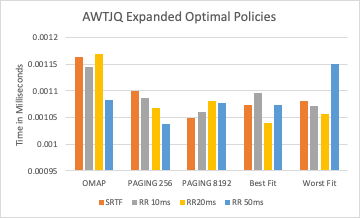 AWTJQ Expanded Optimal Policies
Time in Milliseconds
0.0012
0.00115
0.0011
0.00105
0.001
0.00095
OMAP PAGING 256 PAGING 8192 Best Fit Worst Fit
SRTF RR 10ms RR20ms RR 50ms